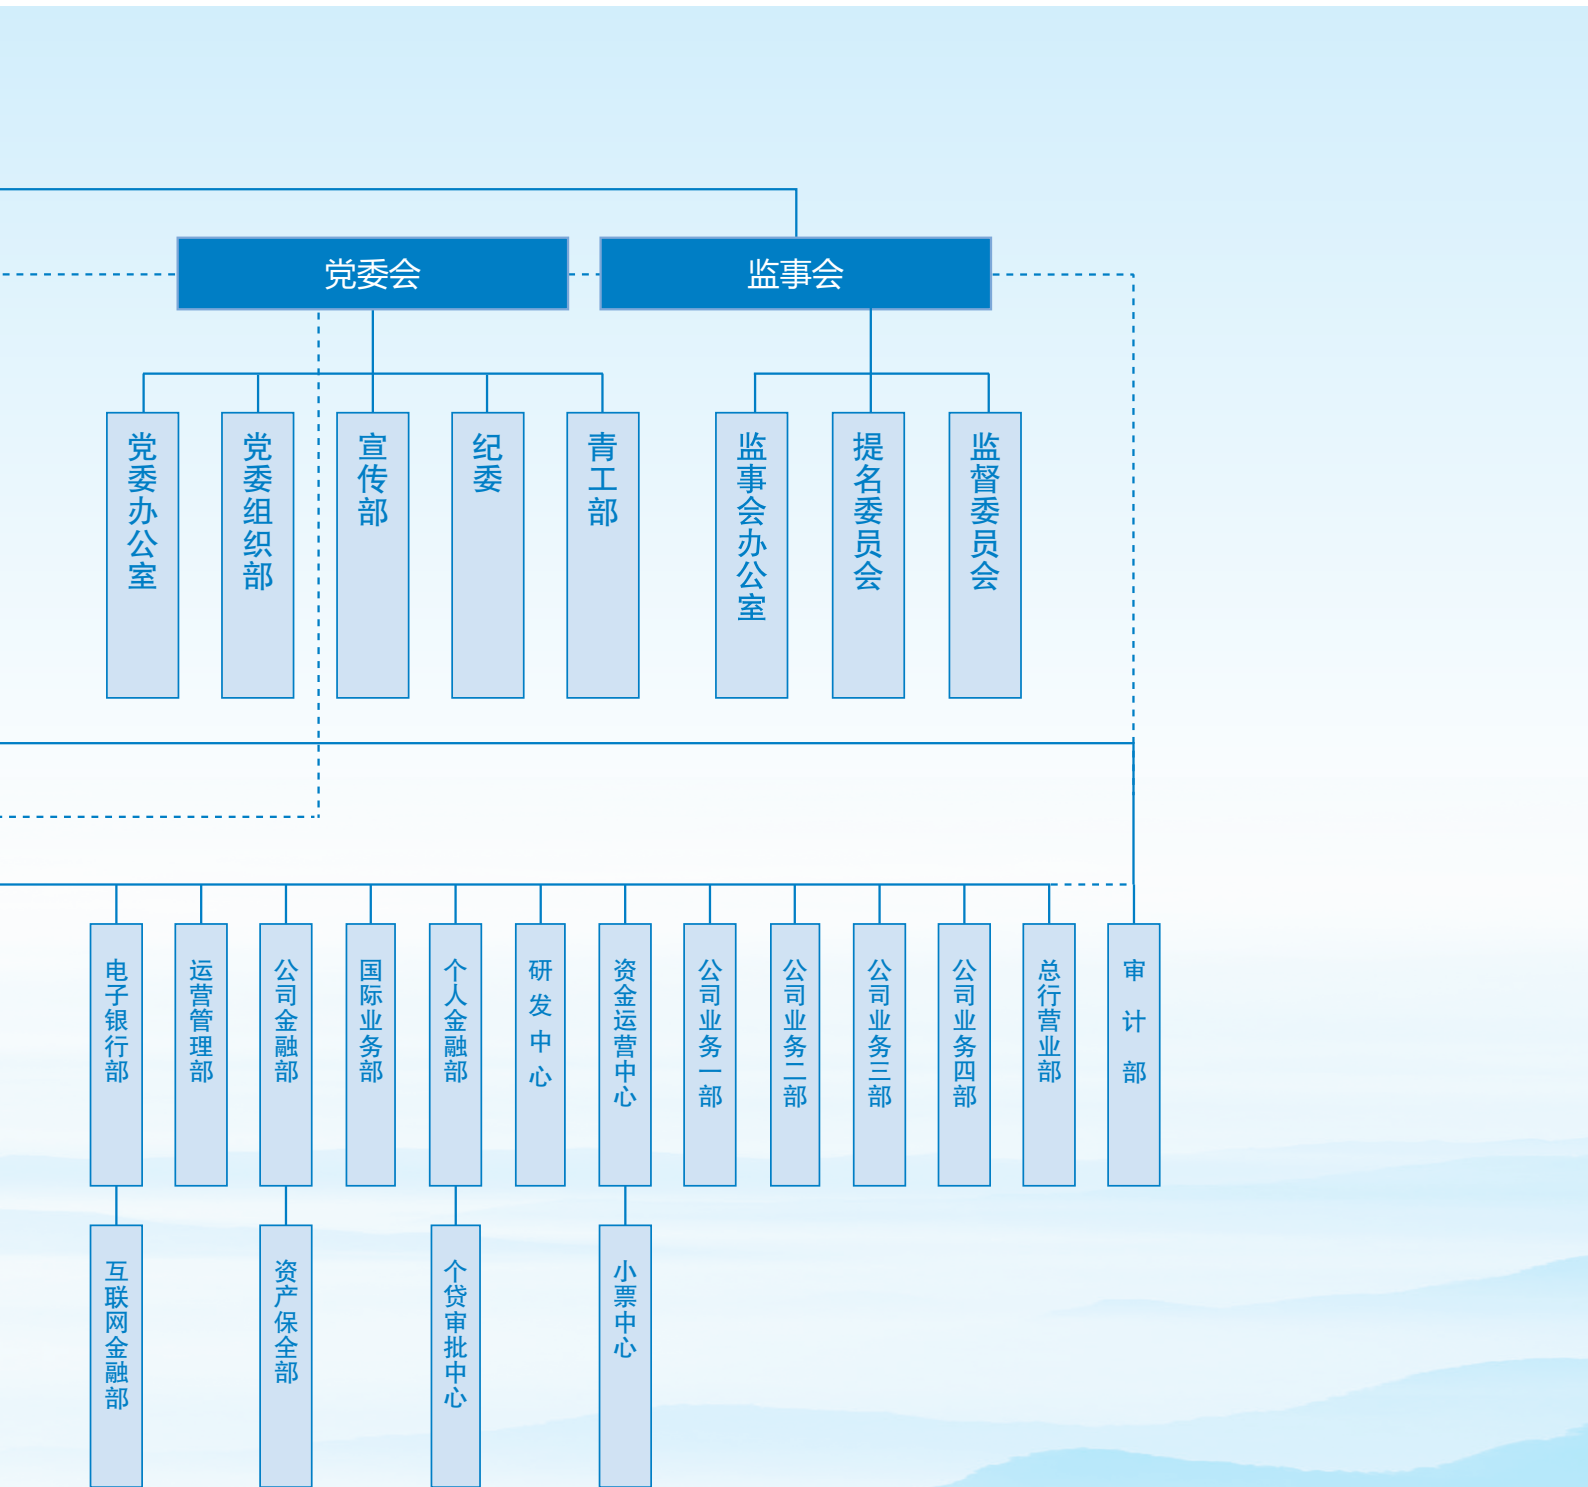 党委会
监事会
党委办公室
党委组织部
宣传部
纪委
青工部
监事会办公室
提名委员会
监督委员会
电子银行部
运营管理部
公司金融部
国际业务部
个人金融部
研发中心
资金运营中心
公司业务一部
公司业务二部
公司业务三部
公司业务四部
总行营业部
审计部
互联网金融部
资产保全部
个贷审批中心
小票中心